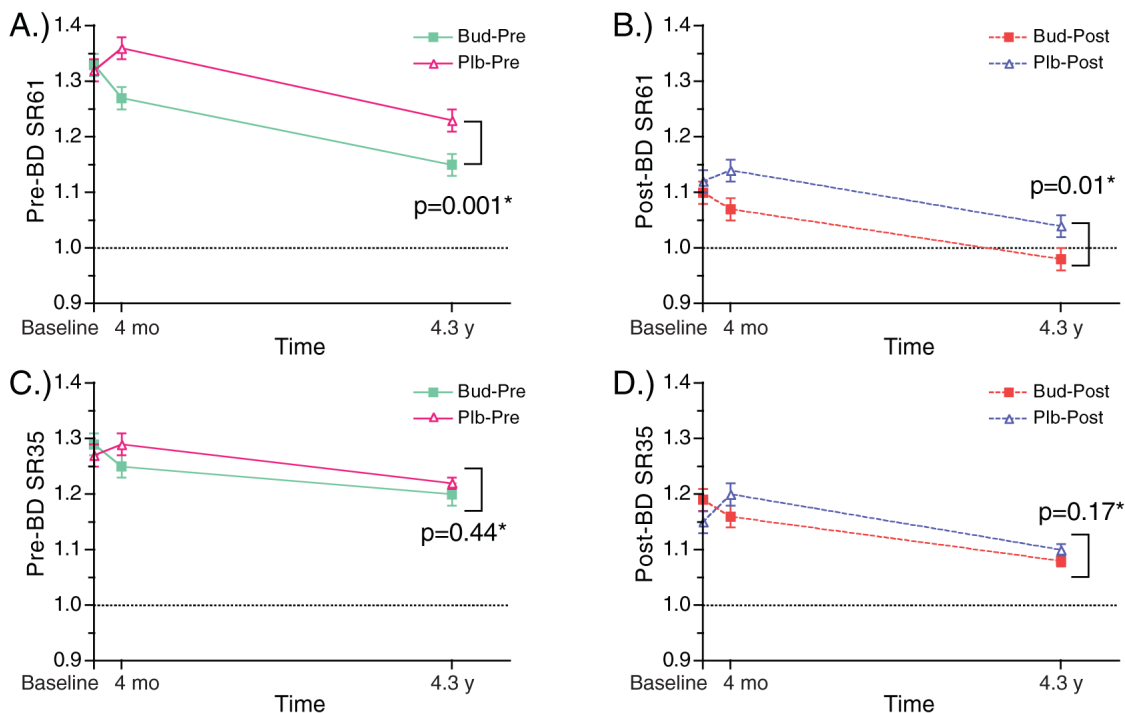 A.)
1.4
1.3
1.2
1.1
1.0
0.9
Pre-BD SR61
Bud-Pre
Plb-Pre
p=0.001*
Baseline 4 mo 4.3 y
Time
B.)
1.4
1.3
1.2
1.1
1.0
0.9
Post-BD SR61
Bud-Post
Plb-Post
p=0.01*
Baseline 4 mo 4.3 y
Time
C.)
1.4
1.3
1.2
1.1
1.0
0.9
Pre-BD SR35
Bud-Pre
Plb-Pre
p=0.44*
Baseline 4 mo 4.3 y
Time
D.)
1.4
1.3
1.2
1.1
1.0
0.9
Post-BD SR35
Bud-Post
Plb-Post
p=0.17*
Baseline 4 mo 4.3 y
Time